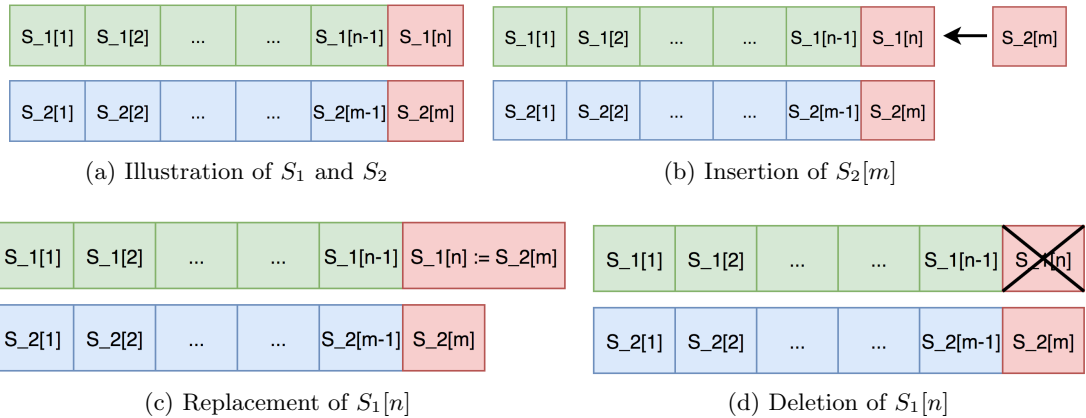 S_1[1] S_1[2] ... ... S_1[n-1] S_1[n]
S_2[1] S_2[2] ... ... S_2[m-1] S_2[m]
(a) Illustration of S₁ and S₂
S_1[1] S_1[2] ... ... S_1[n-1] S_1[n] S_2[m]
S_2[1] S_2[2] ... ... S_2[m-1] S_2[m]
(b) Insertion of S₂[m]
S_1[1] S_1[2] ... ... S_1[n-1] S_1[n] := S_2[m]
S_2[1] S_2[2] ... ... S_2[m-1] S_2[m]
(c) Replacement of S₁[n]
S_1[1] S_1[2] ... ... S_1[n-1] S_1[n]
S_2[1] S_2[2] ... ... S_2[m-1] S_2[m]
(d) Deletion of S₁[n]